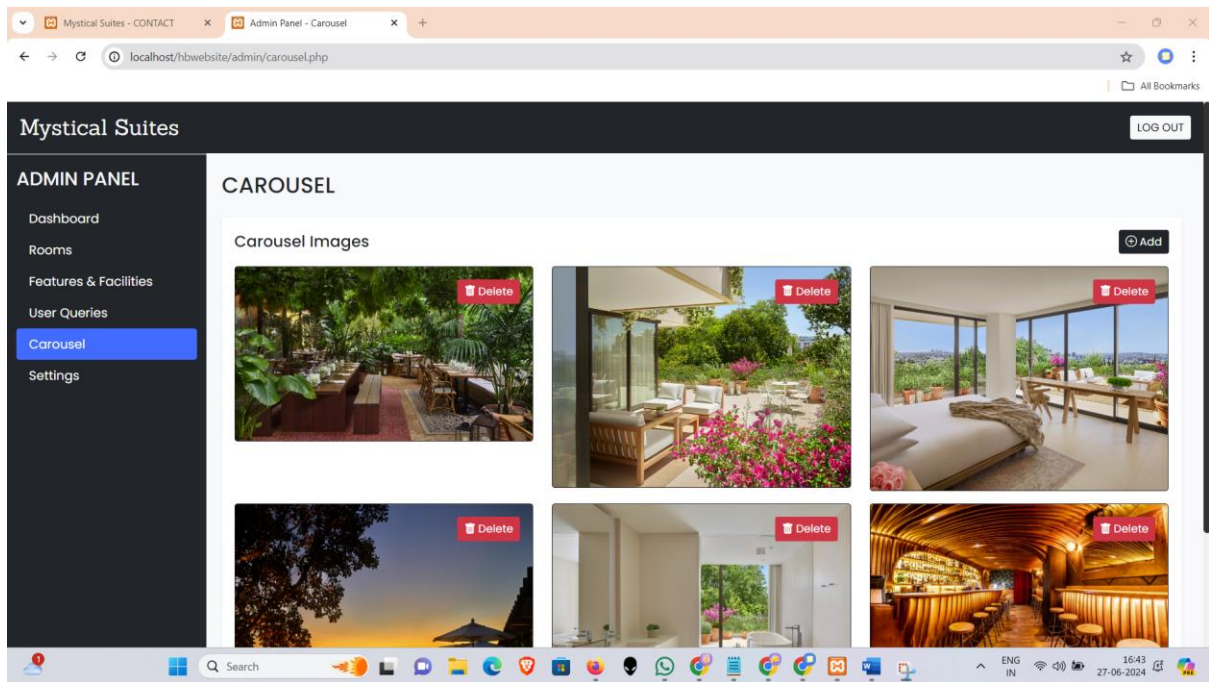 Mystical Suites - CONTACT
Admin Panel - Carousel
localhost/hbwebsite/admin/carousel.php
All Bookmarks
Mystical Suites
LOG OUT
ADMIN PANEL
CAROUSEL
Dashboard
Rooms
Features & Facilities
User Queries
Carousel
Settings
Carousel Images
Add
Delete
Delete
Delete
Delete
Delete
Delete
1
Search
ENG
IN
16:43
27-06-2024
PRE